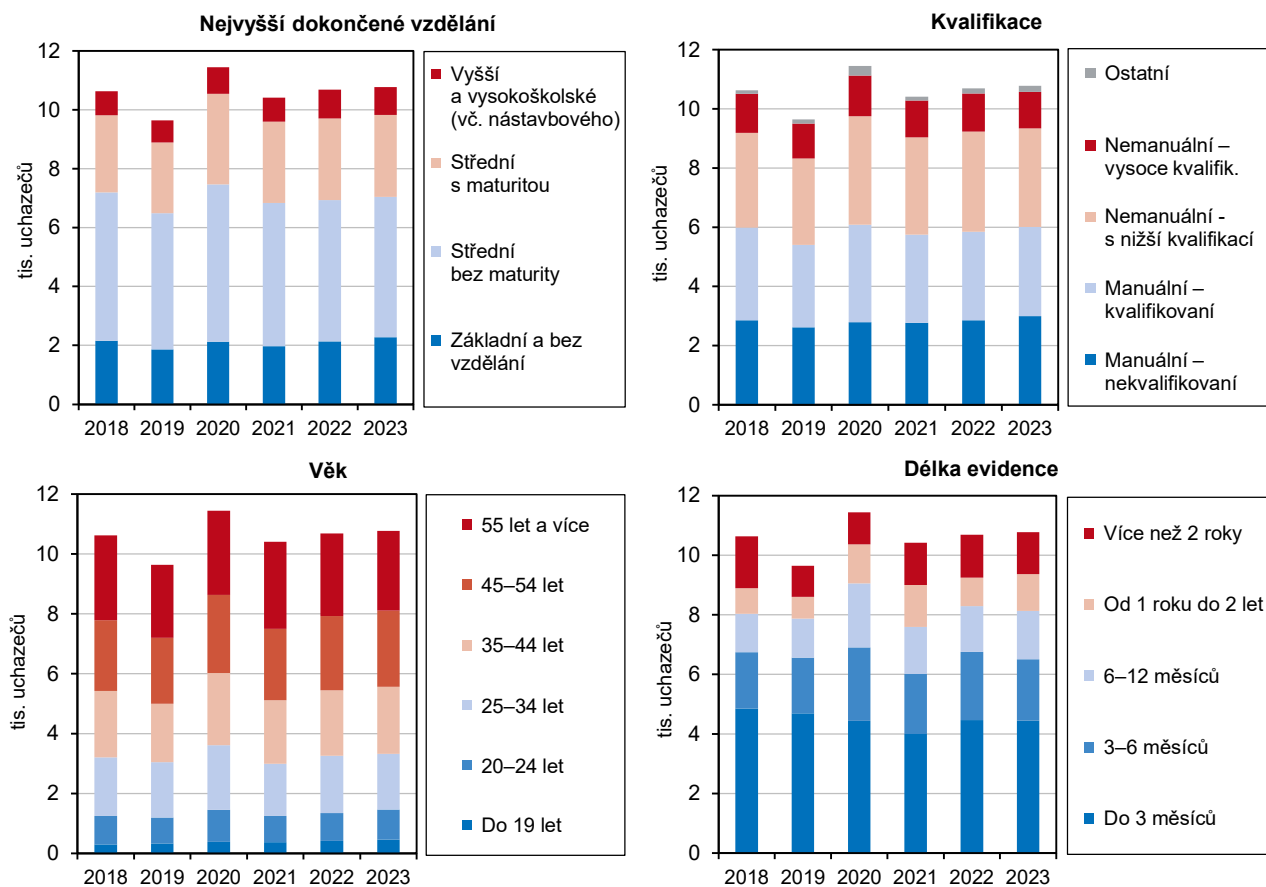 Nejvyšší dokončené vzdělání
tis. uchazečů
12
10
8
6
4
2
0
2018 2019 2020 2021 2022 2023
Vyšší
a vysokoškolské
(vč. nástavbového)
Střední
s maturitou
Střední
bez maturity
Základní a bez
vzdělání
Kvalifikace
tis. uchazečů
12
10
8
6
4
2
0
2018 2019 2020 2021 2022 2023
Ostatní
Nemanuální –
vysoce kvalifik.
Nemanuální -
s nižší kvalifikací
Manuální –
kvalifikovaní
Manuální –
nekvalifikovaní
Věk
tis. uchazečů
12
10
8
6
4
2
0
2018 2019 2020 2021 2022 2023
55 let a více
45–54 let
35–44 let
25–34 let
20–24 let
Do 19 let
Délka evidence
tis. uchazečů
12
10
8
6
4
2
0
2018 2019 2020 2021 2022 2023
Více než 2 roky
Od 1 roku do 2 let
6–12 měsíců
3–6 měsíců
Do 3 měsíců